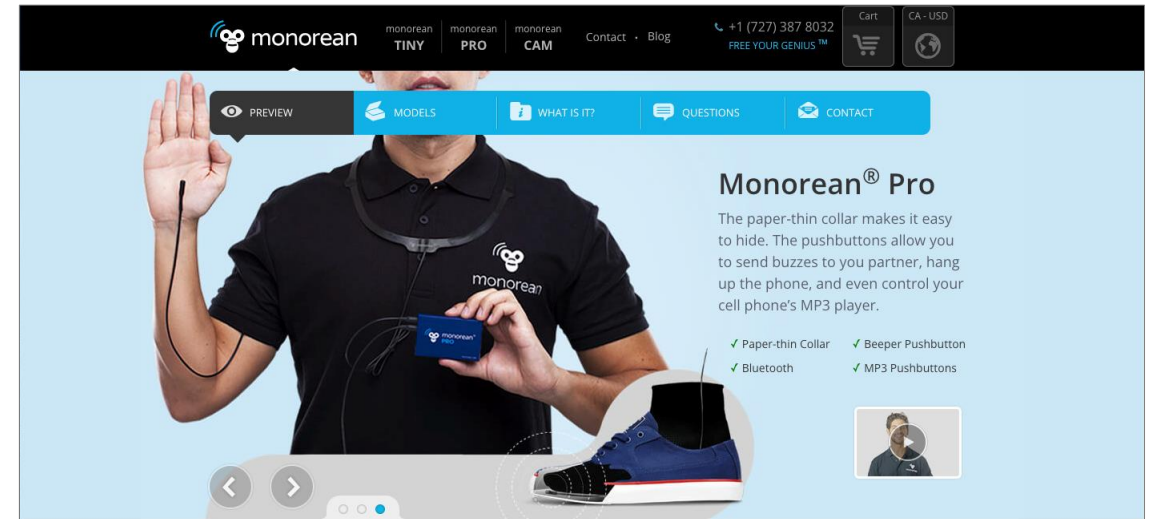 monorean
monorean TINY
monorean PRO
monorean CAM
Contact • Blog
+1 (727) 387 8032
FREE YOUR GENIUS ™
Cart
CA - USD
PREVIEW
MODELS
WHAT IS IT?
QUESTIONS
CONTACT
Monorean® Pro
The paper-thin collar makes it easy
to hide. The pushbuttons allow you
to send buzzes to you partner, hang
up the phone, and even control your
cell phone's MP3 player.
✓ Paper-thin Collar
✓ Beeper Pushbutton
✓ Bluetooth
✓ MP3 Pushbuttons
monorean
monorean®
PRO